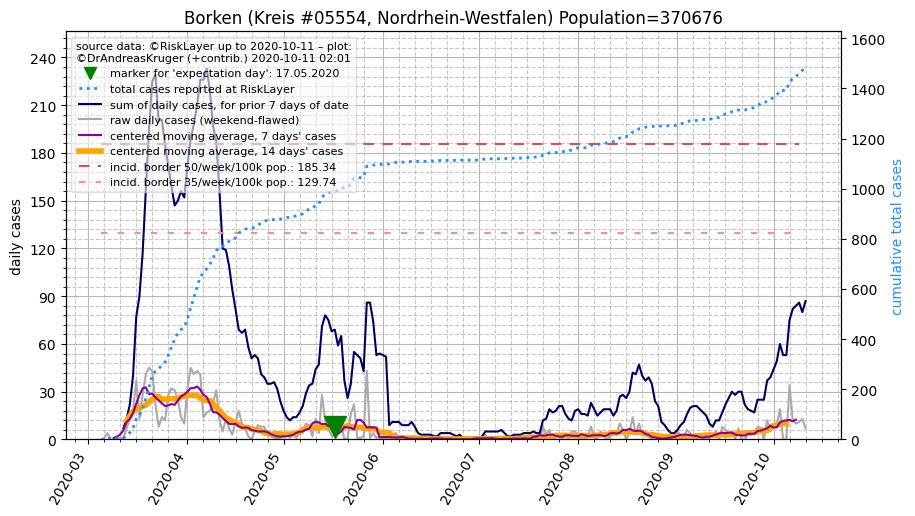 Borken (Kreis #05554, Nordrhein-Westfalen) Population=370676
source data: ©RiskLayer up to 2020-10-11 – plot:
©DrAndreasKruger (+contrib.) 2020-10-11 02:01
marker for 'expectation day': 17.05.2020
total cases reported at RiskLayer
sum of daily cases, for prior 7 days of date
raw daily cases (weekend-flawed)
centered moving average, 7 days' cases
centered moving average, 14 days' cases
incid. border 50/week/100k pop.: 185.34
incid. border 35/week/100k pop.: 129.74
daily cases
240
210
180
150
120
90
60
30
0
cumulative total cases
1600
1400
1200
1000
800
600
400
200
0
2020-03
2020-04
2020-05
2020-06
2020-07
2020-08
2020-09
2020-10